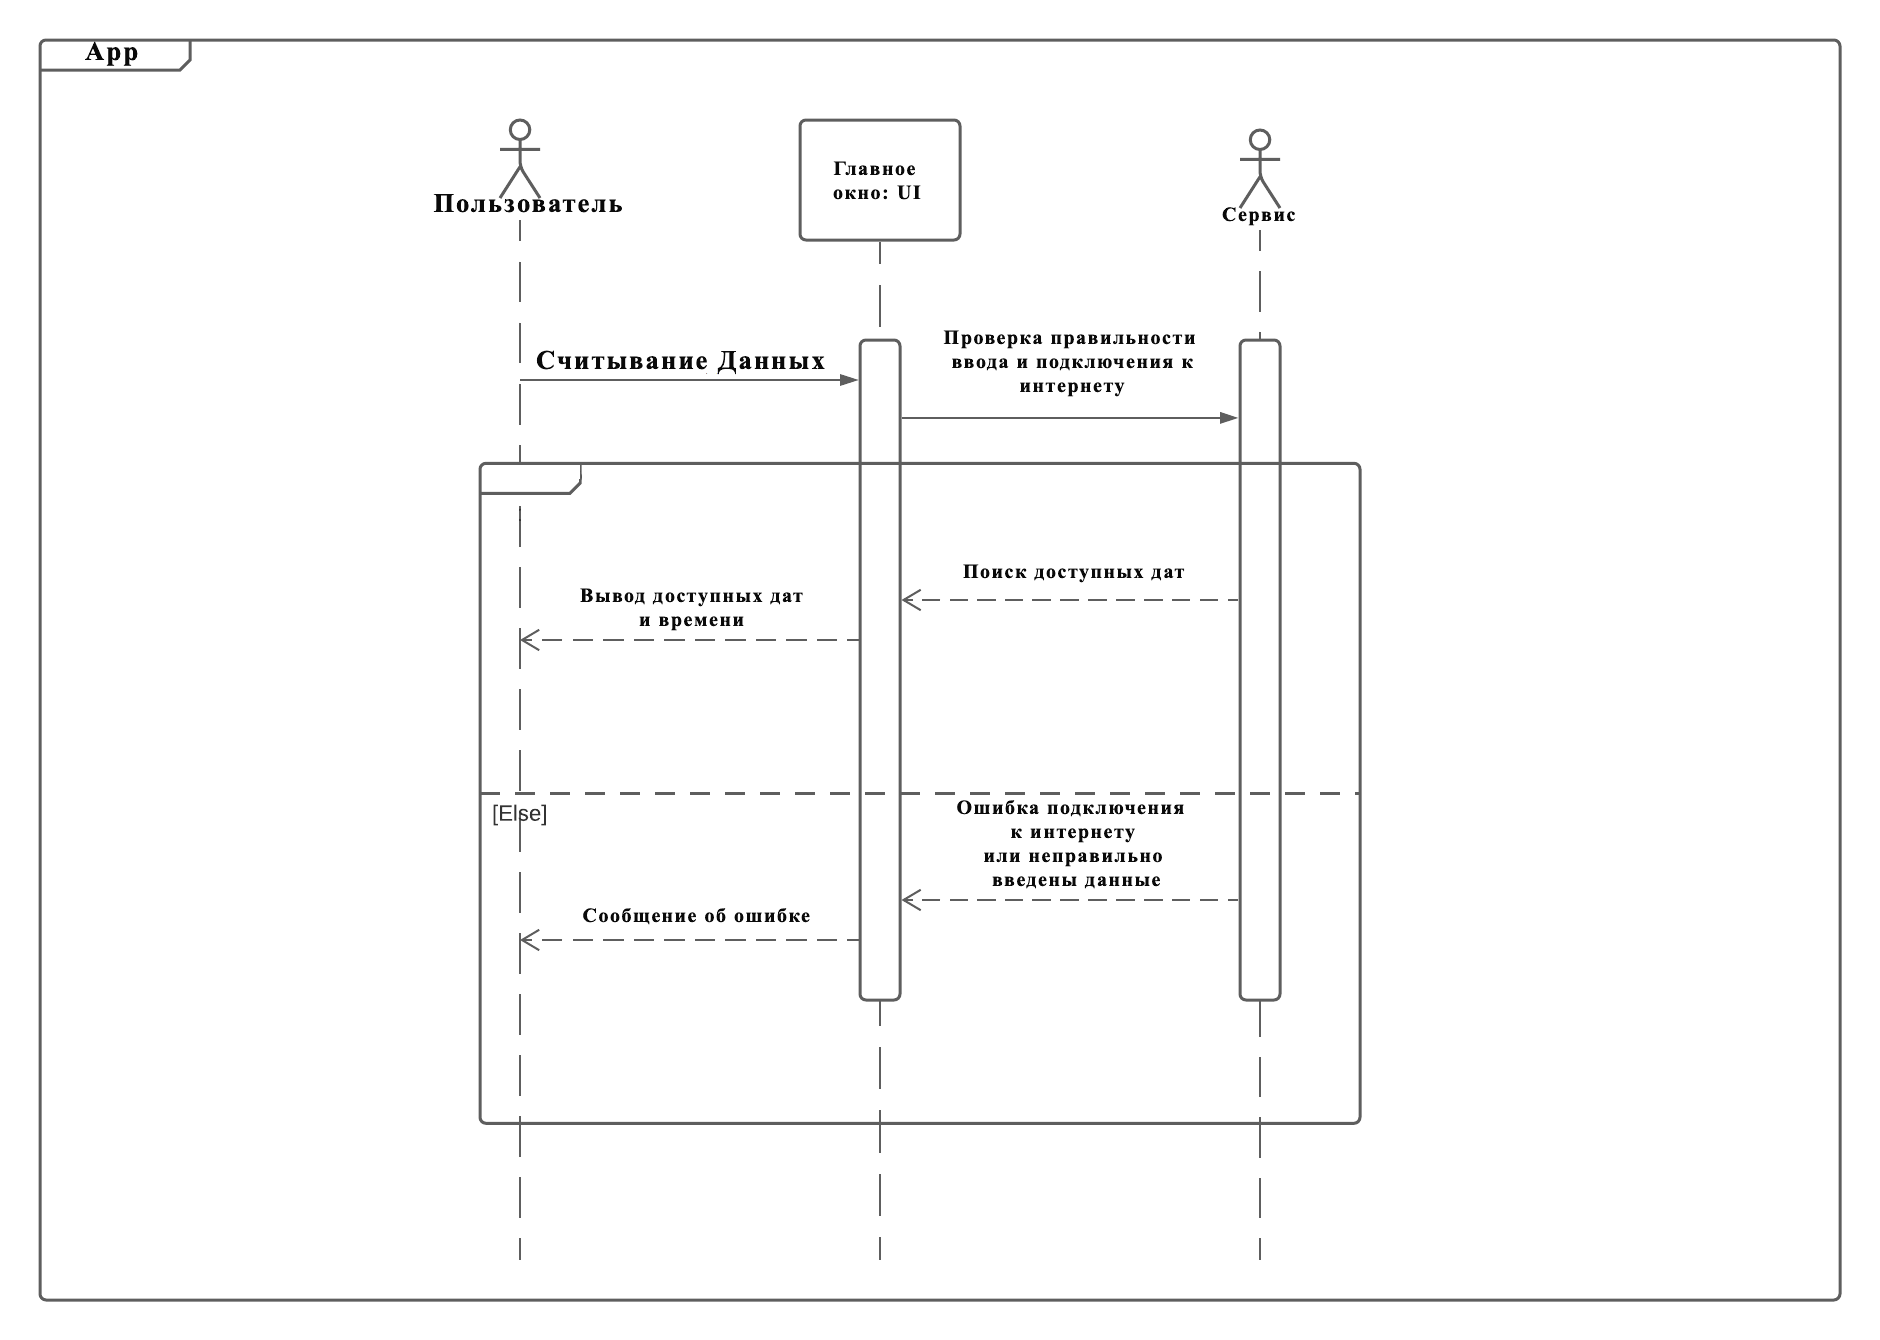 App
Пользователь
Главное
окно: UI
Сервис
Считывание Данных
Проверка правильности
ввода и подключения к
интернету
Поиск доступных дат
Вывод доступных дат
и времени
[Else]
Ошибка подключения
к интернету
или неправильно
введены данные
Сообщение об ошибке